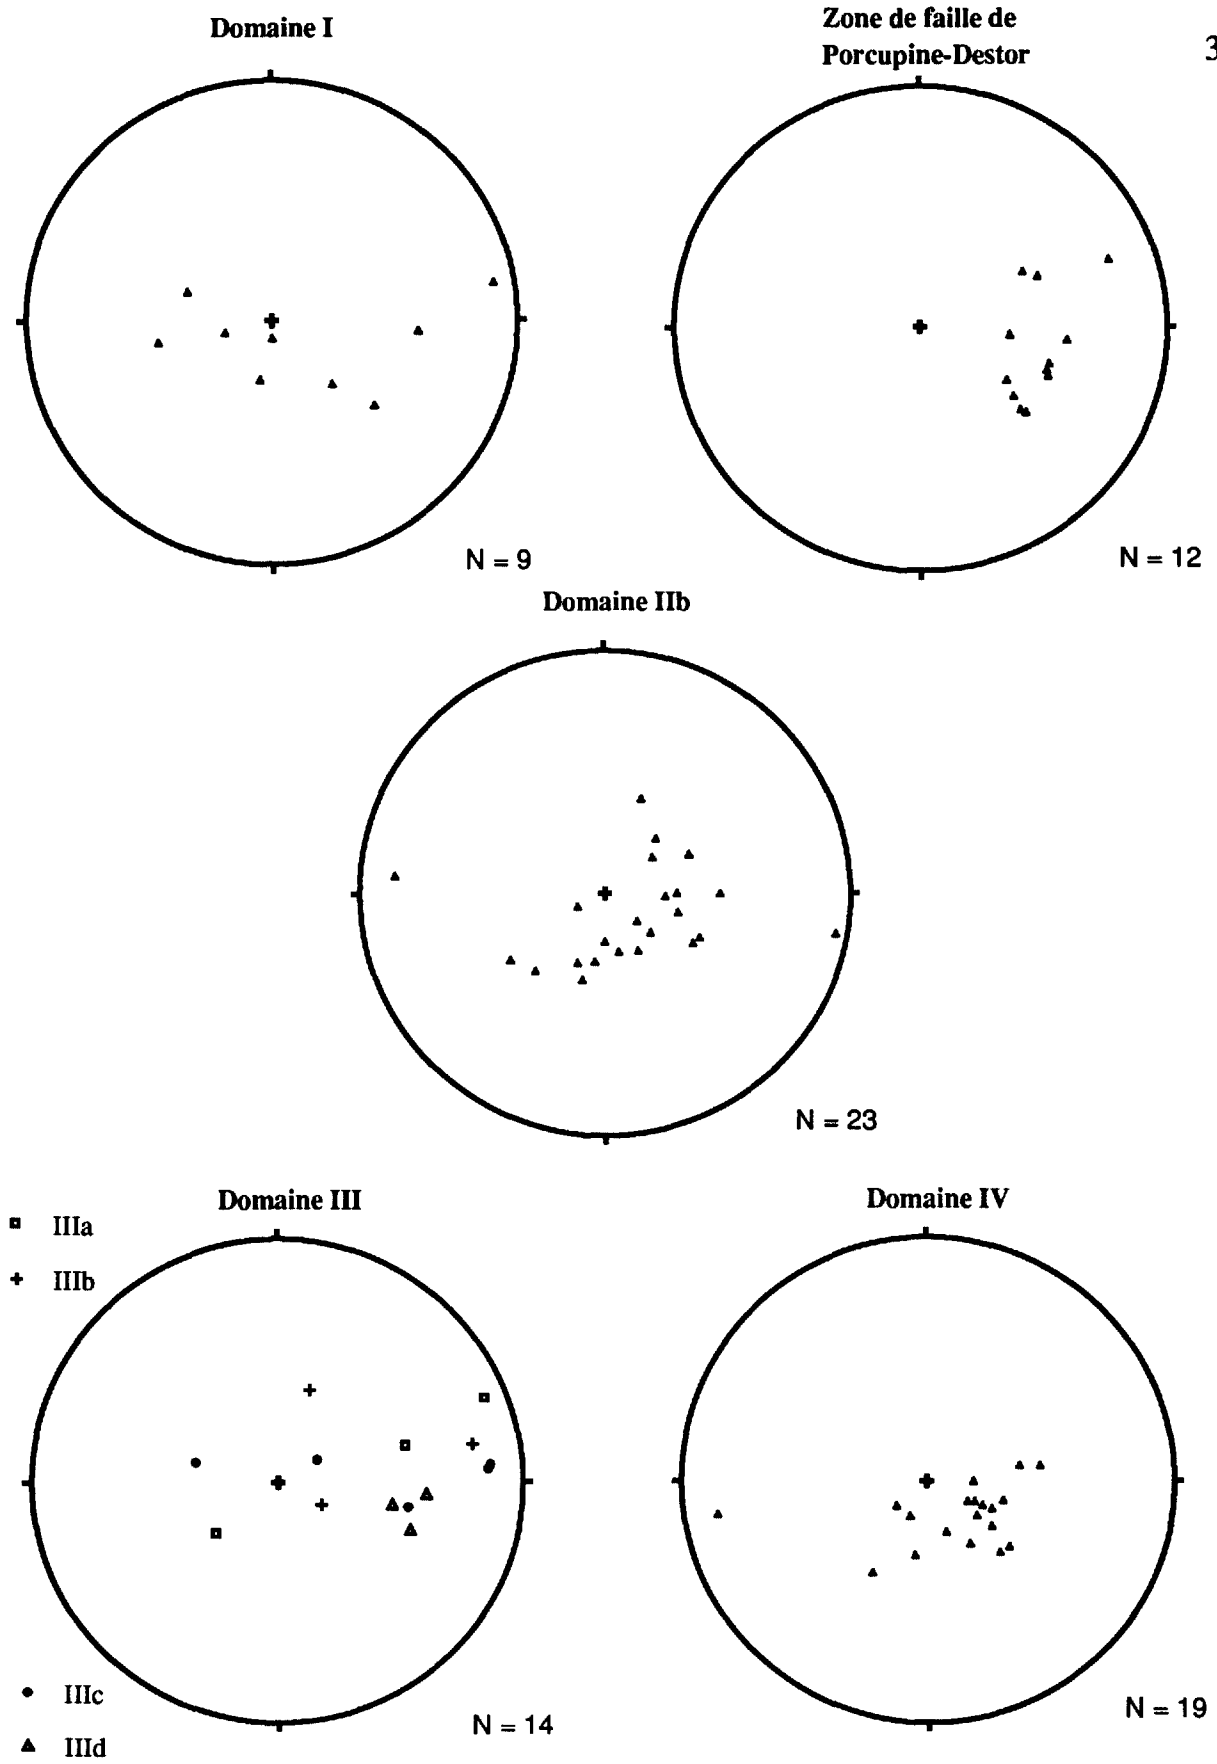 Domaine I
Zone de faille de
Porcupine-Destor
3
N = 9
N = 12
Domaine IIb
N = 23
Domaine III
IIIa
IIIb
IIIc
IIId
N = 14
Domaine IV
N = 19